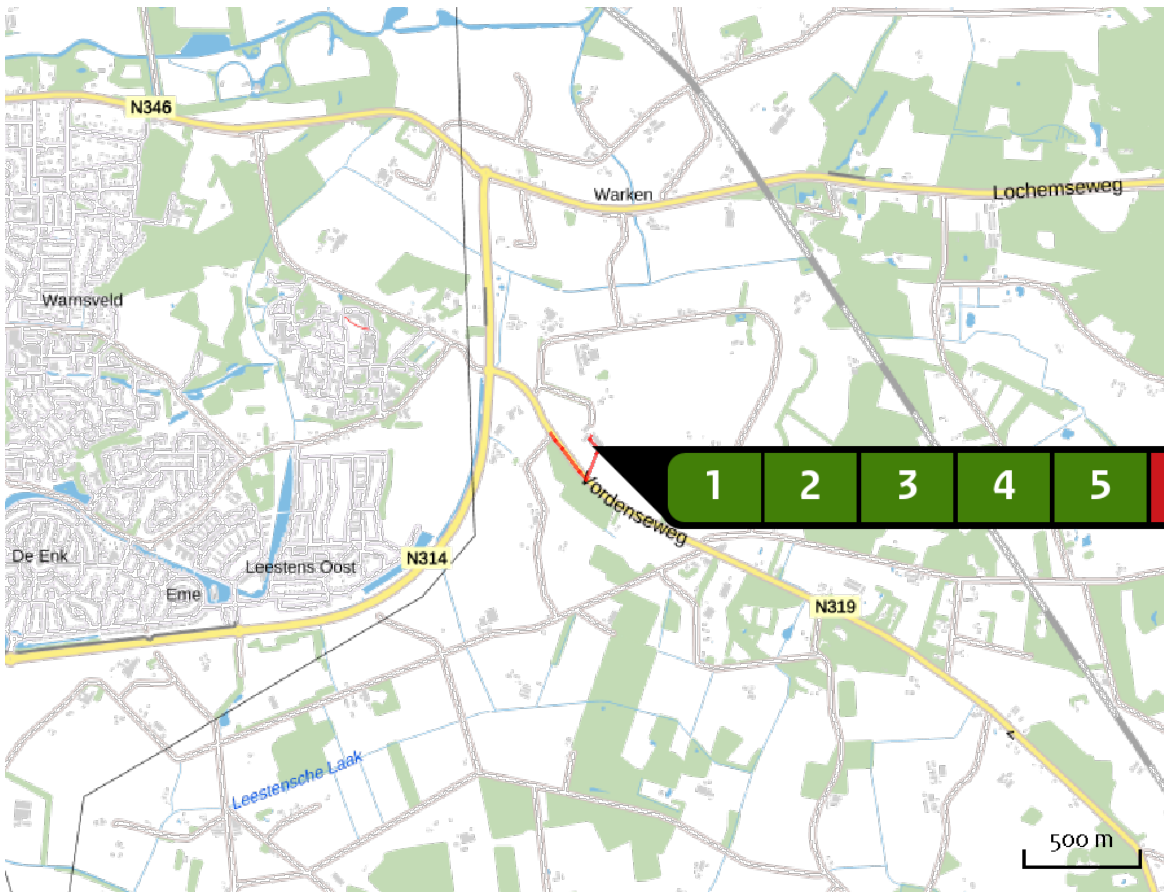 N346
Warken
Lochemseweg
Warnsveld
1 2 3 4 5
Vordenseweg
De Enk
N314
Leestens Oost
Eme
N319
Leestensche Laak
500 m